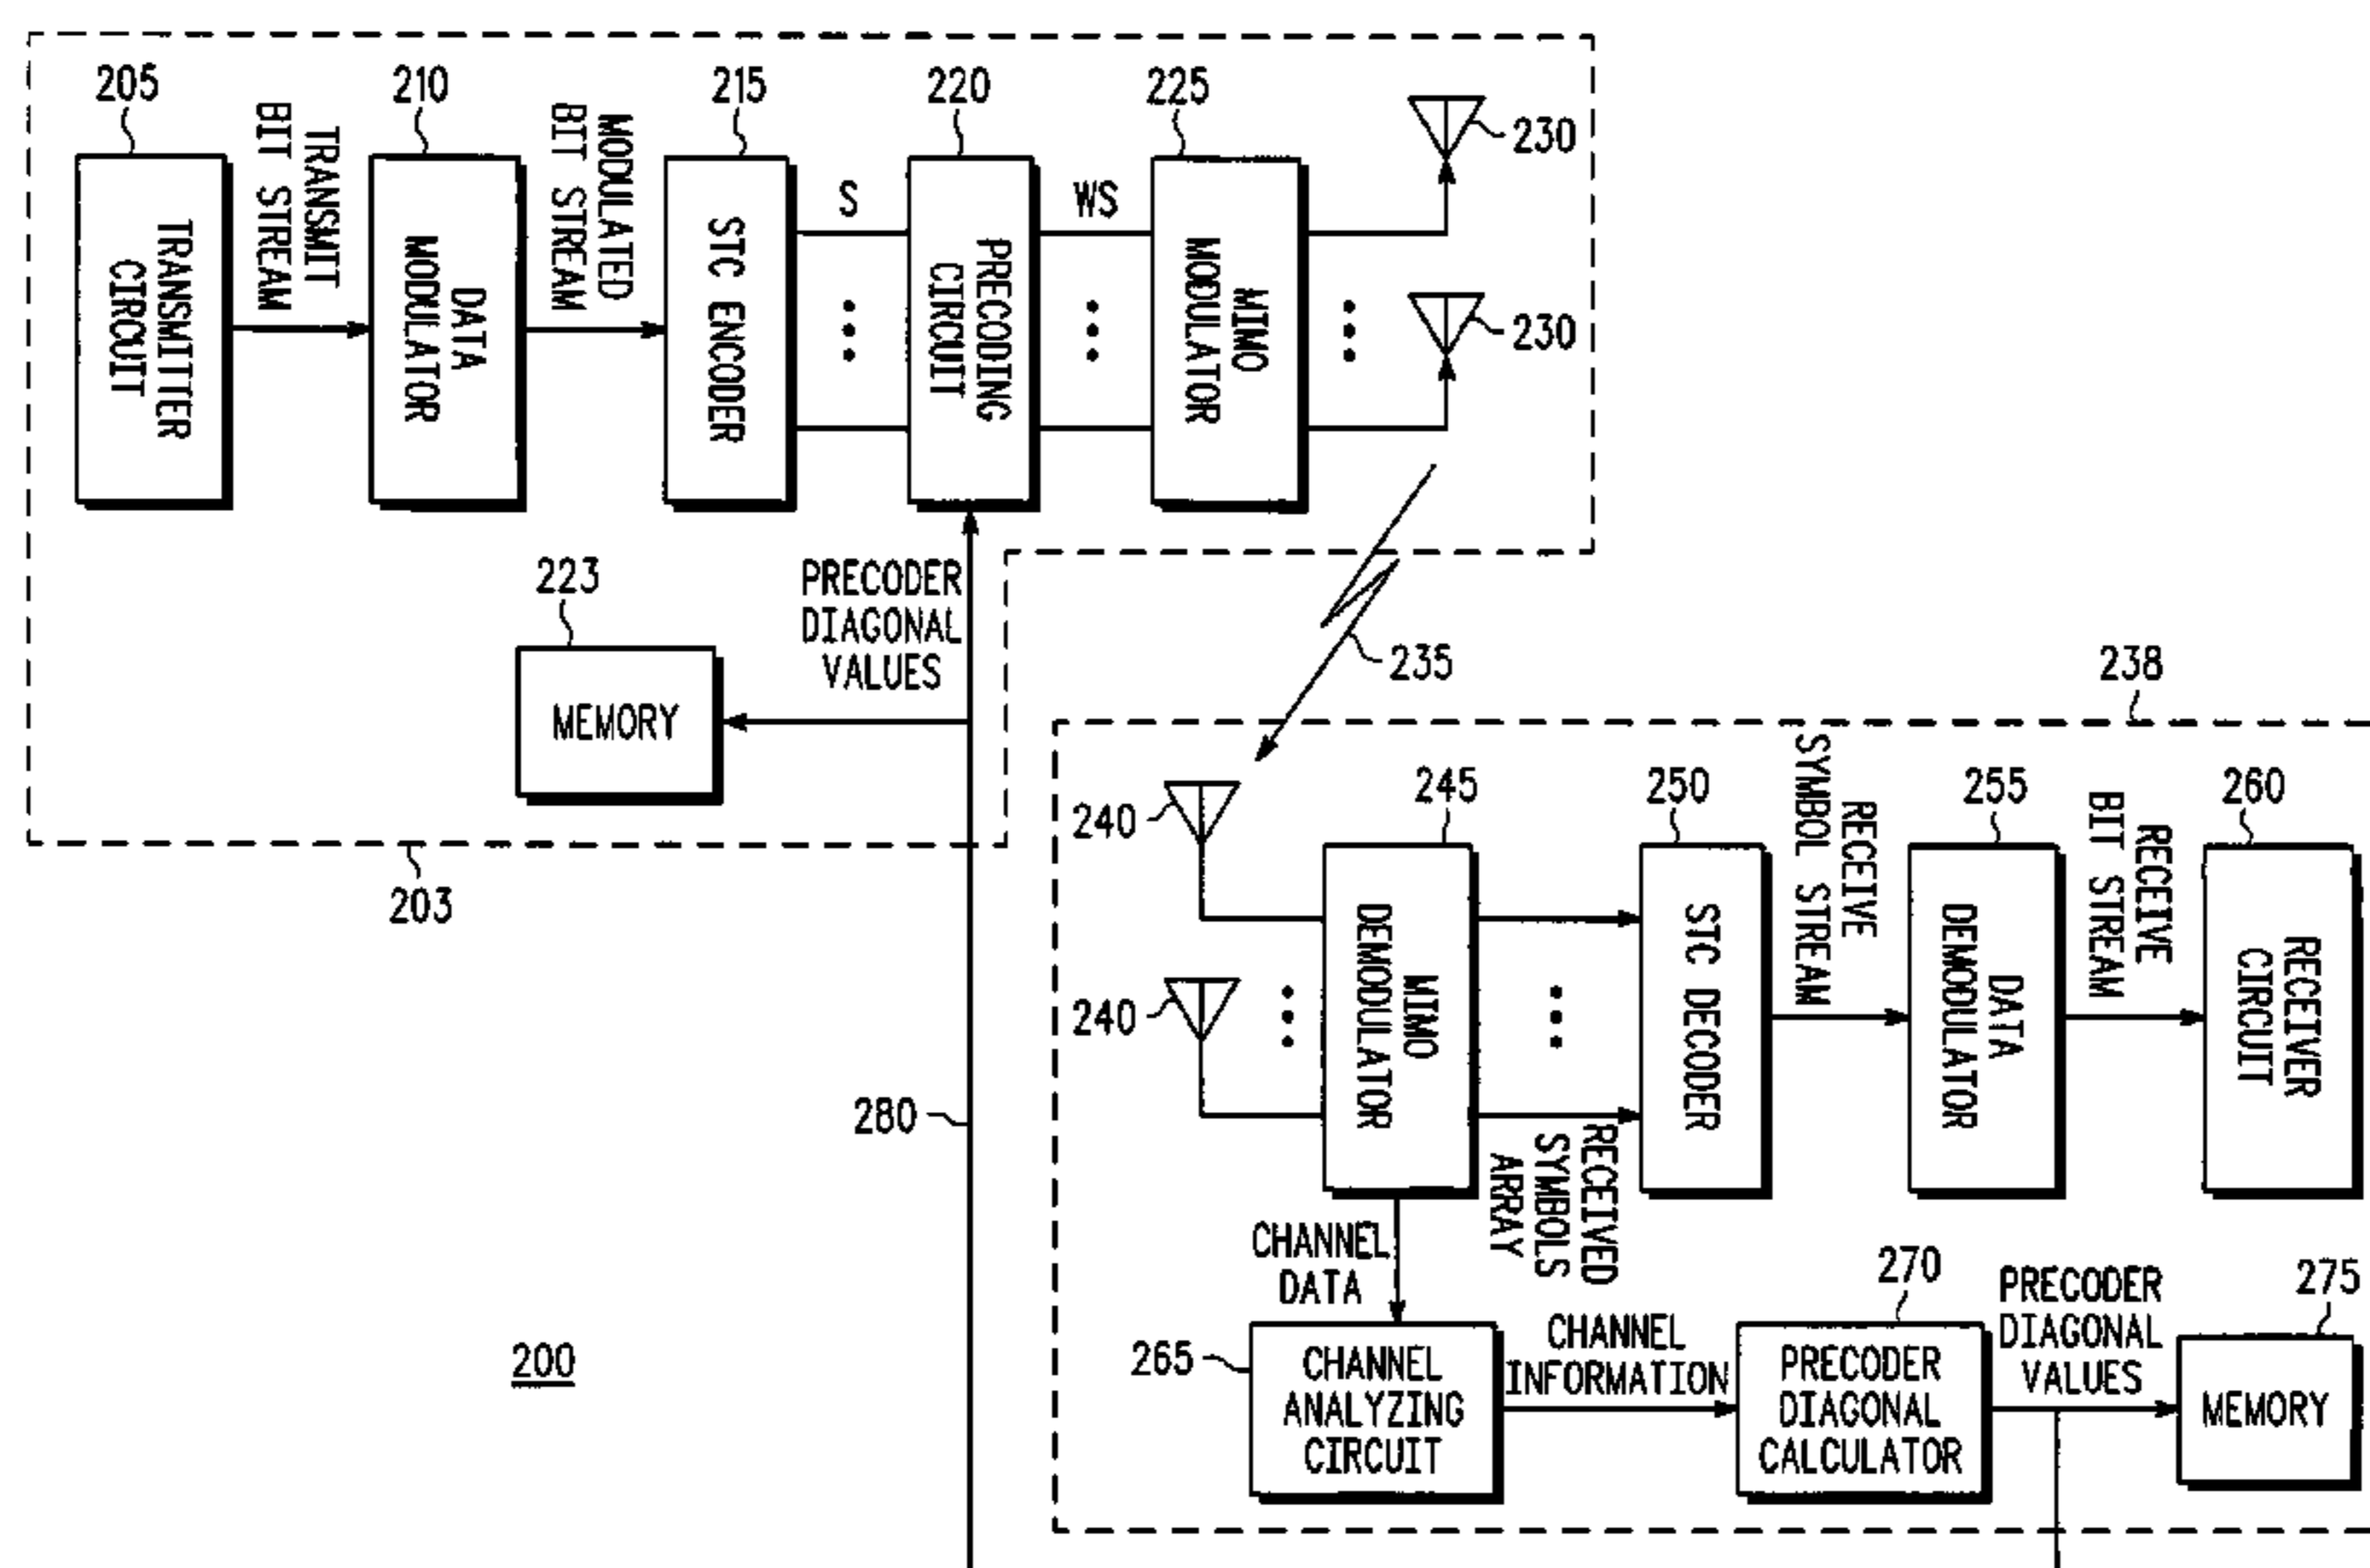 205
210
215
220
225
230
TRANSMIT
BIT STREAM
MODULATED
BIT STREAM
S
WS
TRANSMITTER
CIRCUIT
DATA
MODULATOR
STC ENCODER
PRECODING
CIRCUIT
MIMO
MODULATOR
230
223
PRECODER
DIAGONAL
VALUES
MEMORY
203
235
238
240
245
250
RECEIVE
SYMBOL STREAM
255
RECEIVE
BIT STREAM
260
240
MIMO
DEMODULATOR
STC DECODER
DATA
DEMODULATOR
RECEIVER
CIRCUIT
280
RECEIVED
SYMBOLS
ARRAY
CHANNEL
DATA
200
265
CHANNEL
ANALYZING
CIRCUIT
CHANNEL
INFORMATION
270
PRECODER
DIAGONAL
CALCULATOR
PRECODER
DIAGONAL
VALUES
275
MEMORY